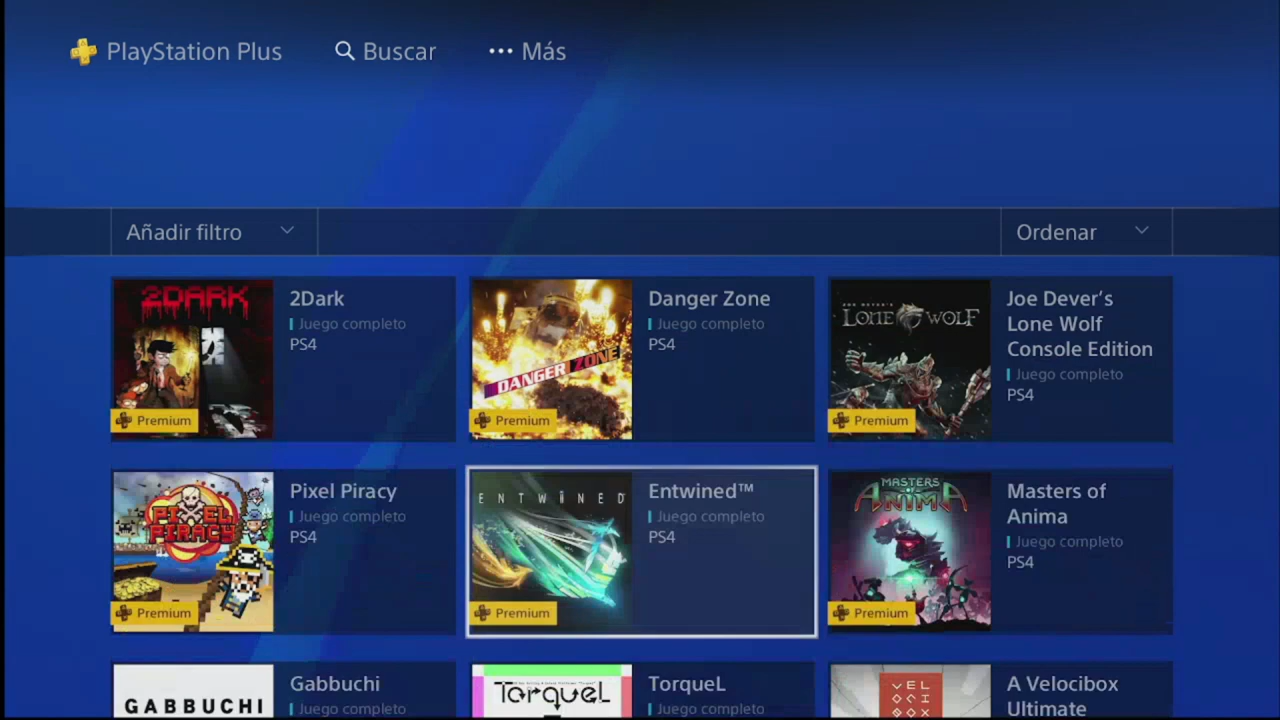 PlayStation Plus
Buscar
Más
Añadir filtro
Ordenar
2DARK
Premium
2Dark
Juego completo
PS4
DANGER ZONE
Premium
Danger Zone
Juego completo
PS4
JOE DEVER'S
LONE WOLF
Premium
Joe Dever's
Lone Wolf
Console Edition
Juego completo
PS4
PIXEL
PIRACY
Premium
Pixel Piracy
Juego completo
PS4
ENTWINED
Premium
Entwined™
Juego completo
PS4
MASTERS
OF
ANIMA
Premium
Masters of
Anima
Juego completo
PS4
GABBUCHI
Gabbuchi
Juego completo
TorqueL
TorqueL
Juego completo
VEL
OCI
BOX
A Velocibox
Ultimate